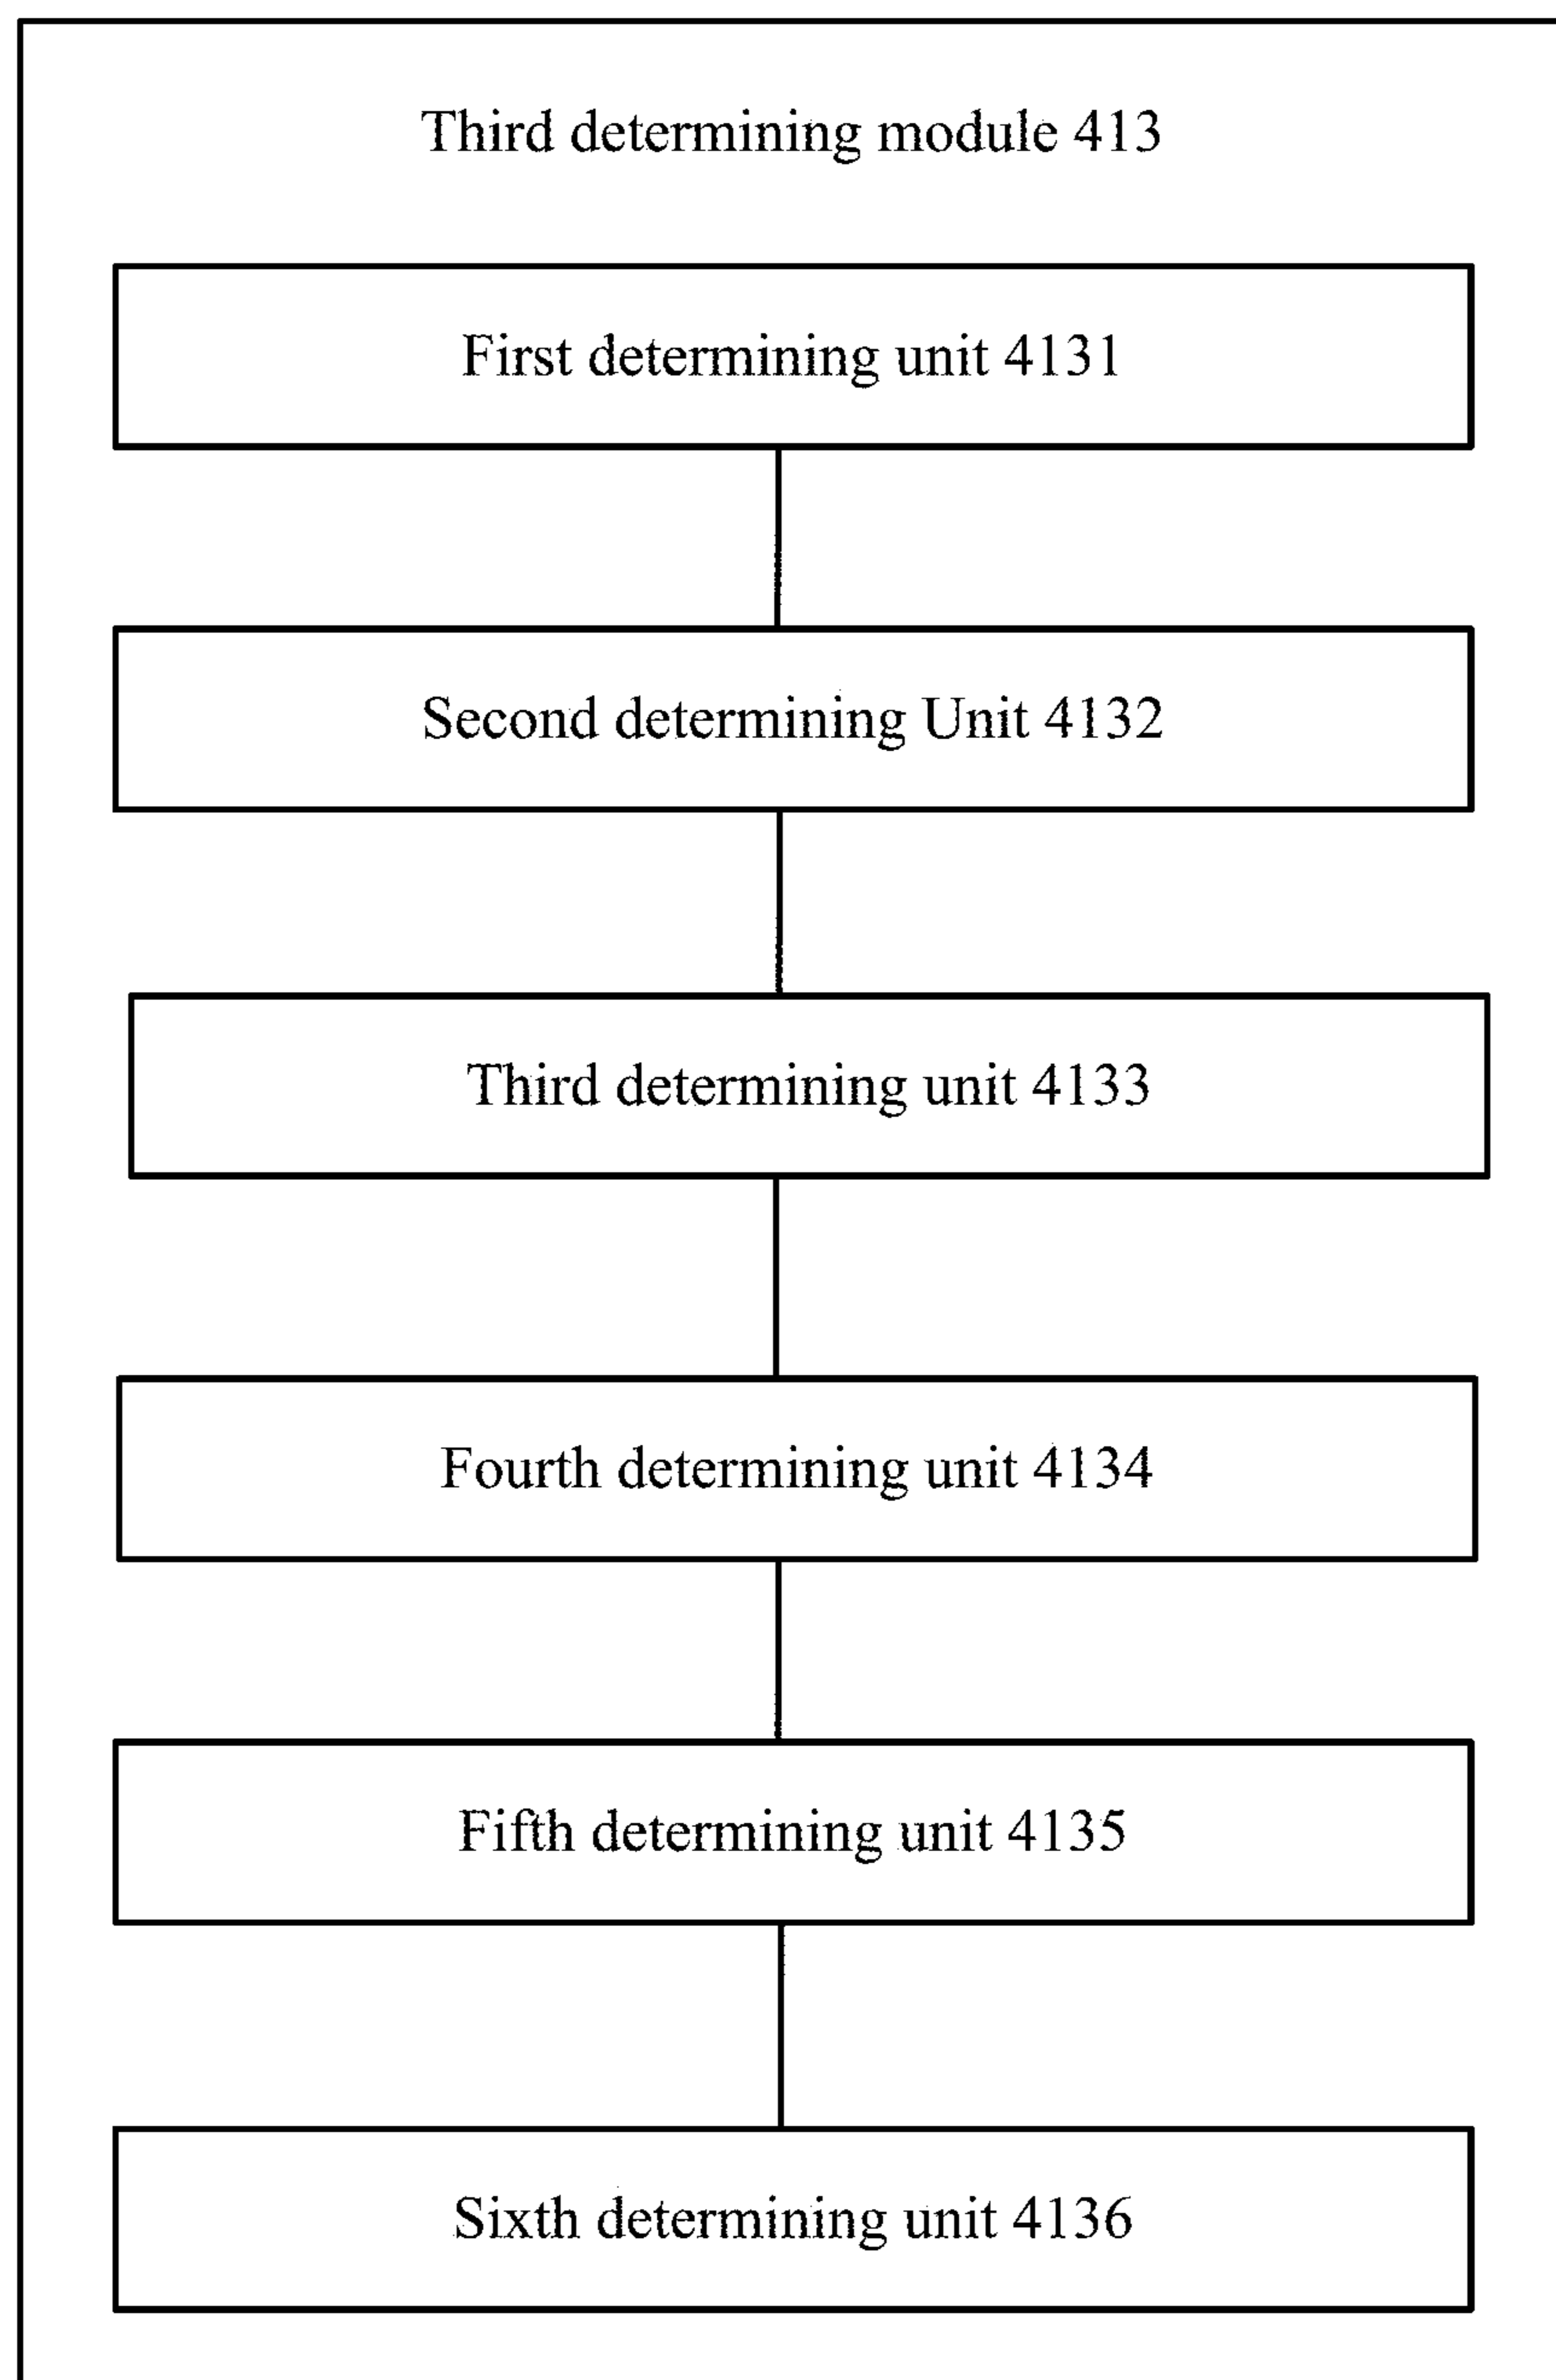 Third determining module 413
First determining unit 4131
Second determining Unit 4132
Third determining unit 4133
Fourth determining unit 4134
Fifth determining unit 4135
Sixth determining unit 4136